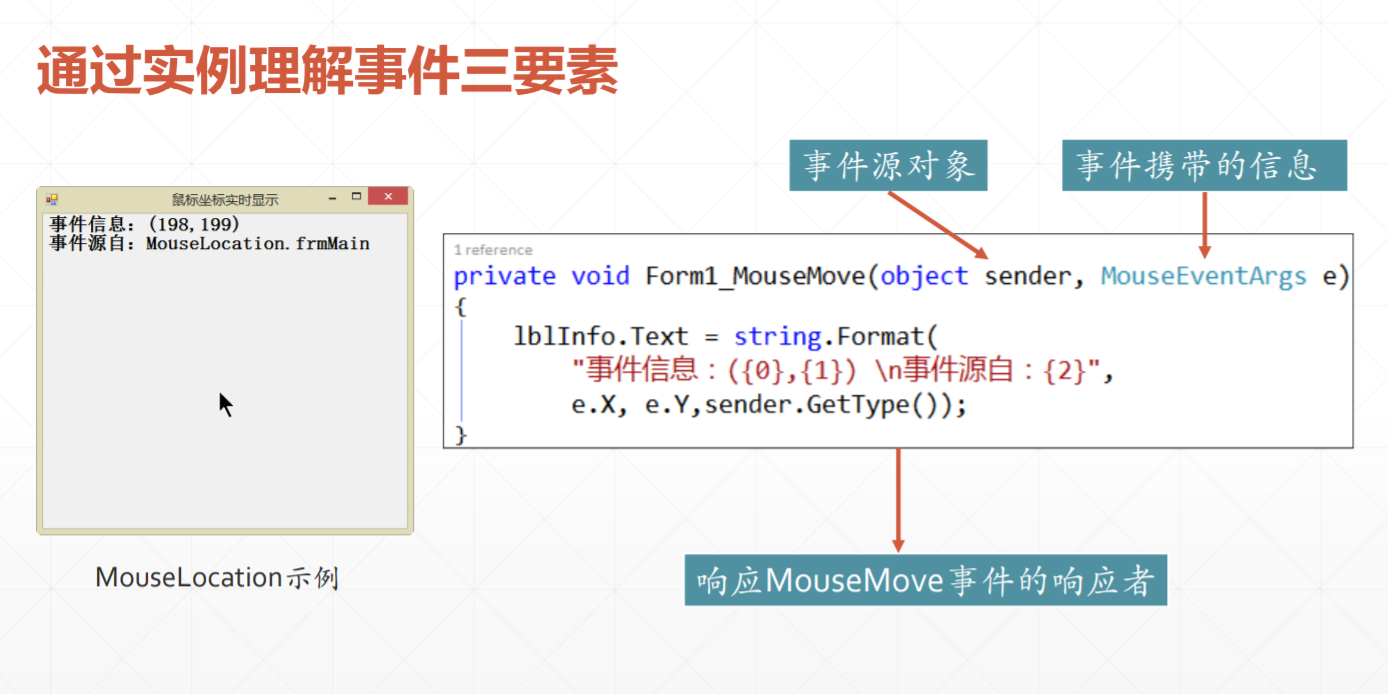 通过实例理解事件三要素
事件源对象
事件携带的信息
鼠标坐标实时显示
事件信息：(198,199)
事件源自：MouseLocation.frmMain
1 reference
private void Form1_MouseMove(object sender, MouseEventArgs e)
{
lblInfo.Text = string.Format(
"事件信息：({0},{1}) \n事件源自：{2}",
e.X, e.Y,sender.GetType());
}
MouseLocation示例
响应MouseMove事件的响应者